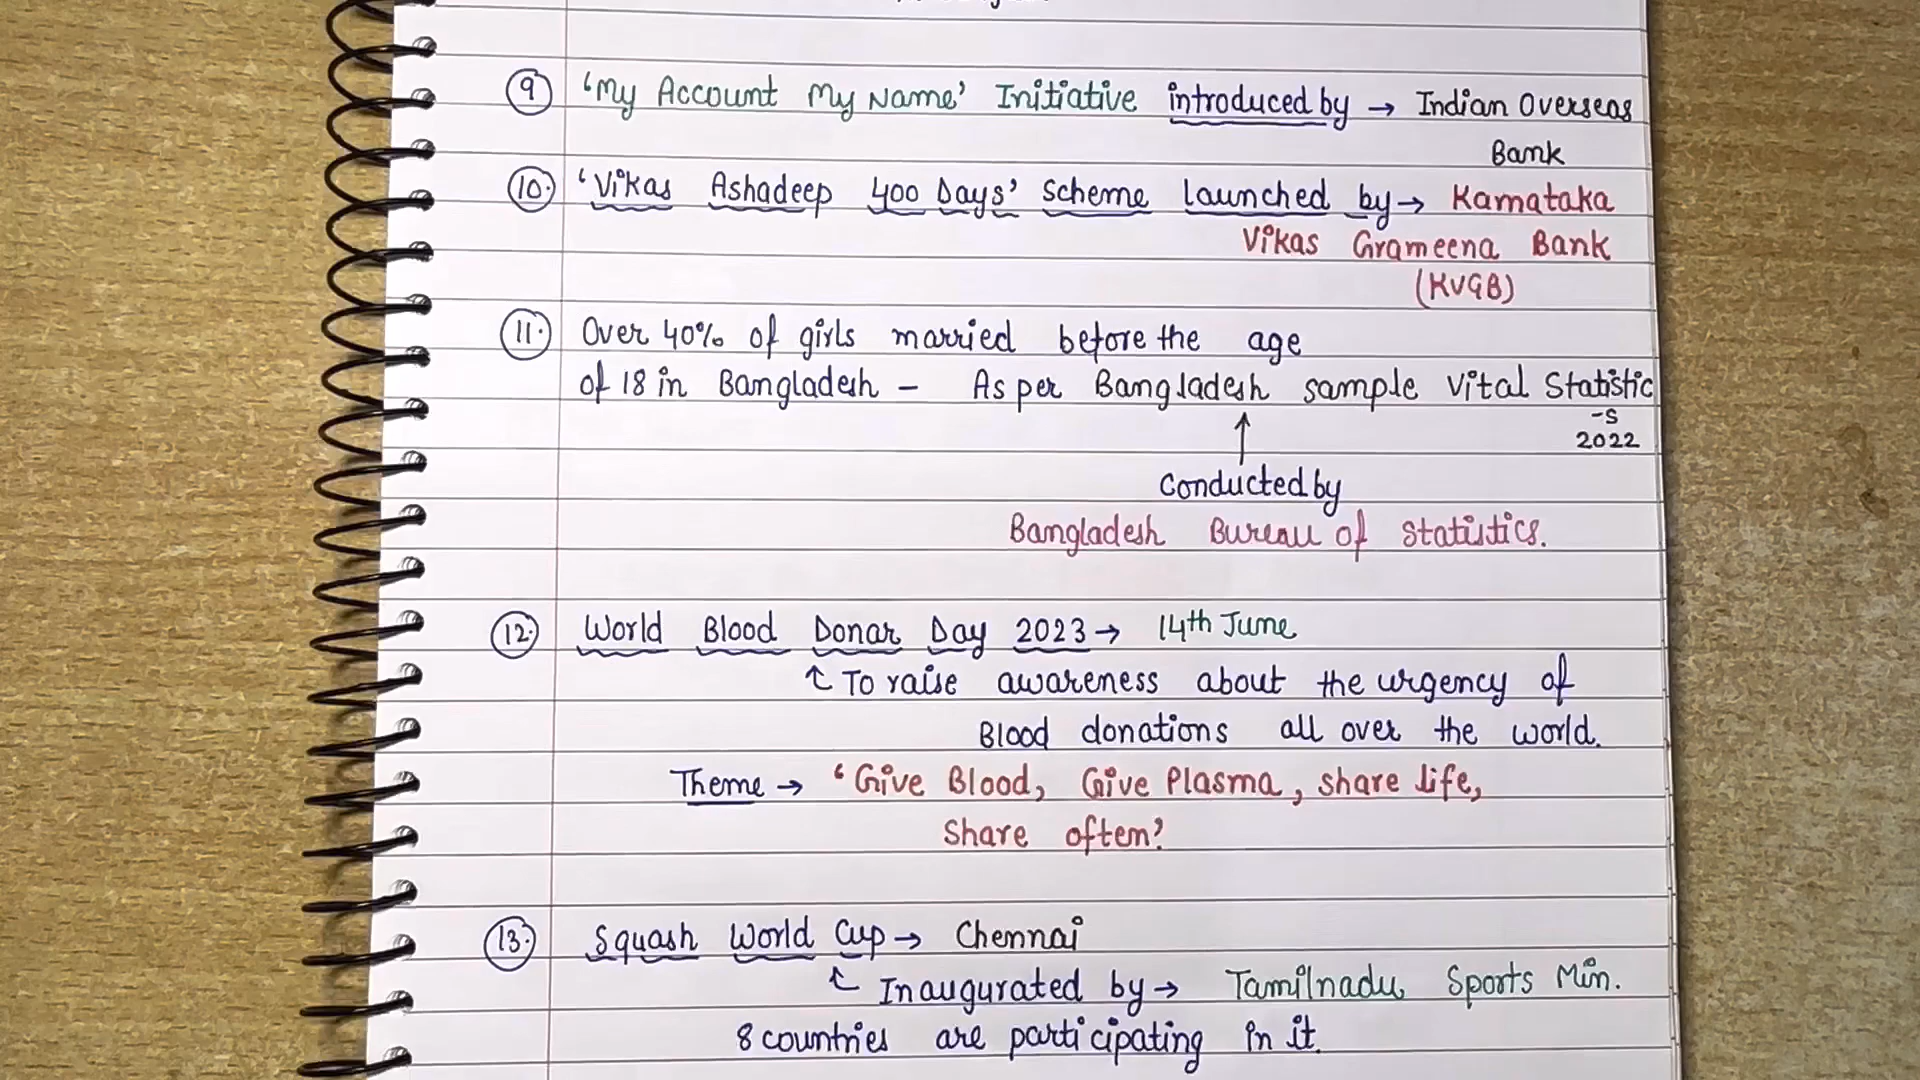 9 'My Account My Name' Initiative introduced by → Indian Overseas
Bank
10. 'Vikas Ashadeep 400 Days' Scheme launched by → Karnataka
Vikas Grameena Bank
(KVGB)
11. Over 40% of girls married before the age
of 18 in Bangladesh - As per Bangladesh sample Vital Statistic
-s
2022
↑
Conducted by
Bangladesh Bureau of Statistics.
12. World Blood Donar Day 2023 → 14th June
To raise awareness about the urgency of
Blood donations all over the world.
Theme → 'Give Blood, Give Plasma, share life,
Share often'.
13. Squash World Cup → Chennai
Inaugurated by → Tamilnadu Sports Min.
8 countries are participating in it.